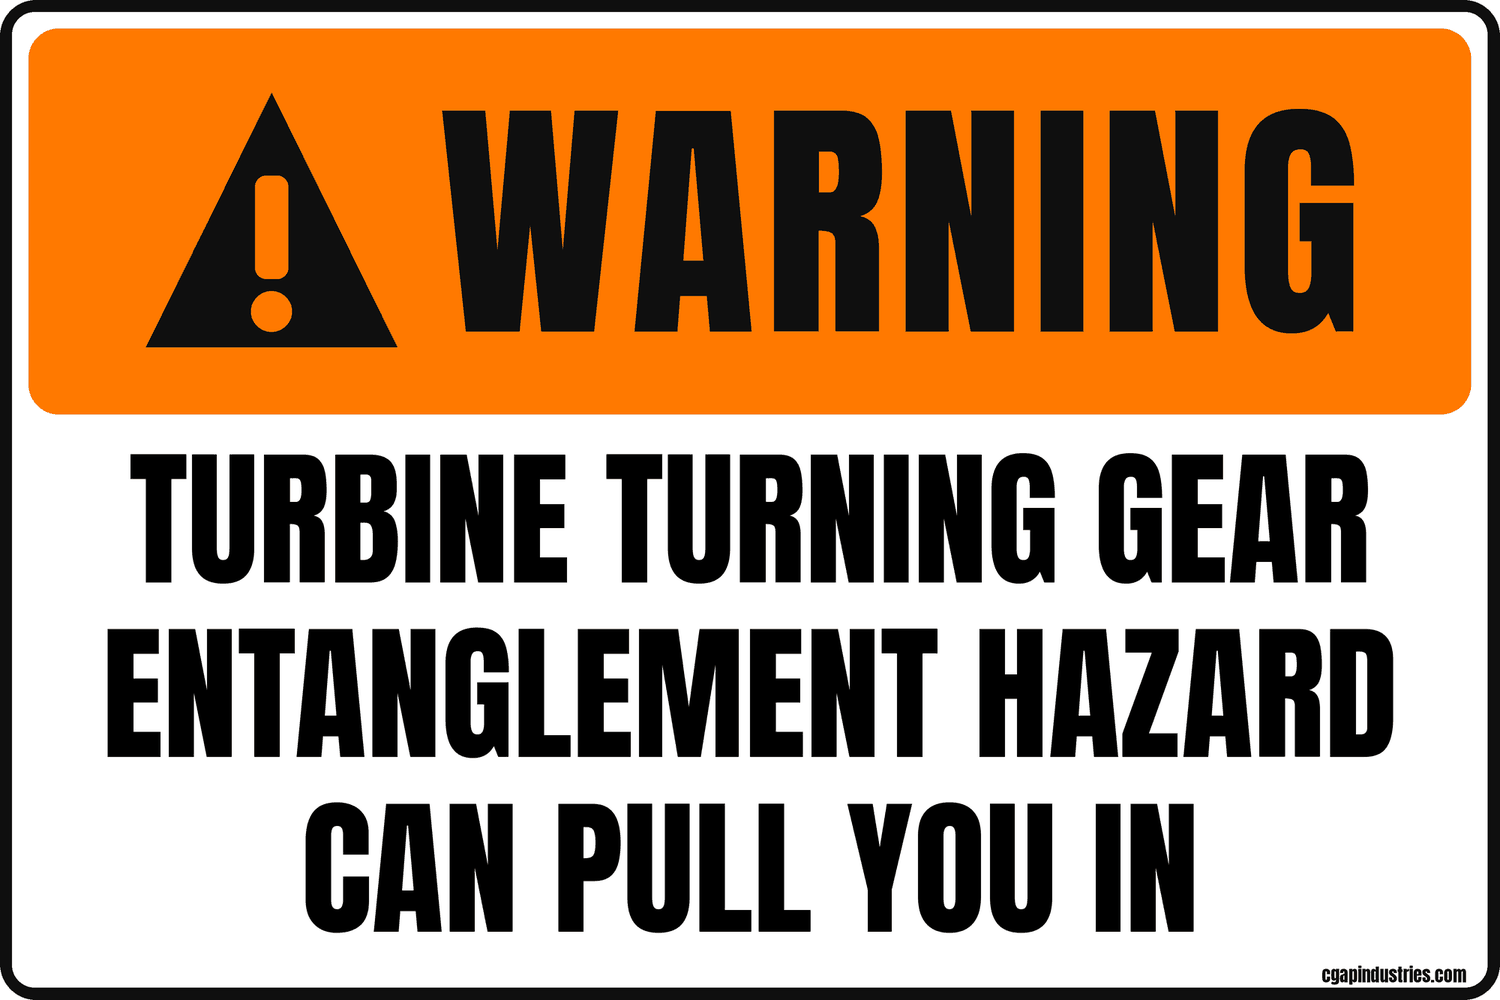 WARNING
TURBINE TURNING GEAR
ENTANGLEMENT HAZARD
CAN PULL YOU IN
cgapindustries.com